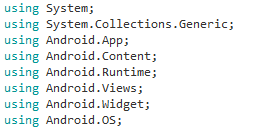 using System;
using System.Collections.Generic;
using Android.App;
using Android.Content;
using Android.Runtime;
using Android.Views;
using Android.Widget;
using Android.OS;